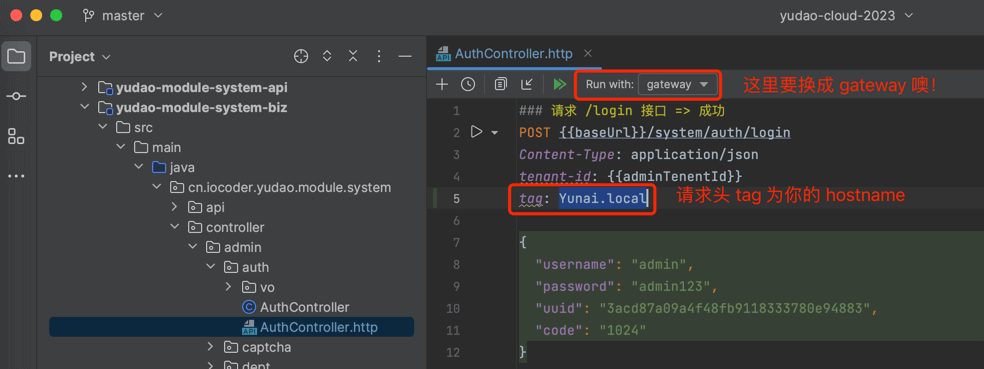 master
yudao-cloud-2023
Project
AuthController.http
yudao-module-system-api
yudao-module-system-biz
src
main
java
cn.iocoder.yudao.module.system
api
controller
admin
auth
vo
AuthController
API AuthController.http
captcha
dept
Run with: gateway
这里要换成 gateway 噢！
1 ### 请求 /login 接口 => 成功
2 POST {{baseUrl}}/system/auth/login
3 Content-Type: application/json
4 tenant-id: {{adminTenentId}}
5 tag: Yunai.local
请求头 tag 为你的 hostname
6
7 {
8 "username": "admin",
9 "password": "admin123",
10 "uuid": "3acd87a09a4f48fb9118333780e94883",
11 "code": "1024"
12 }